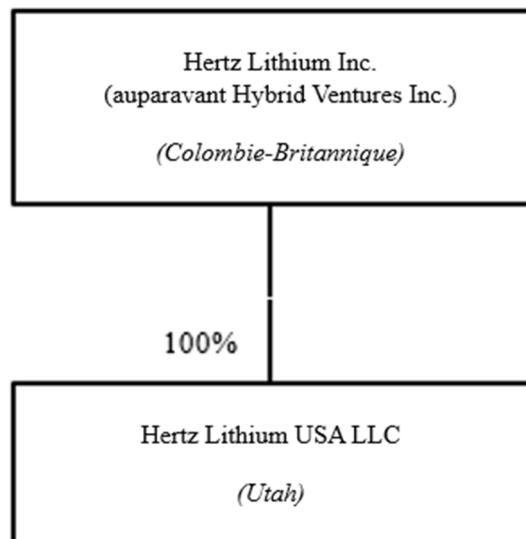 Hertz Lithium Inc.
(auparavant Hybrid Ventures Inc.)
(Colombie-Britannique)
100%
Hertz Lithium USA LLC
(Utah)